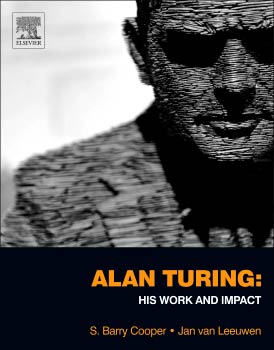 ELSEVIER
ALAN TURING:
HIS WORK AND IMPACT
S. Barry Cooper • Jan van Leeuwen